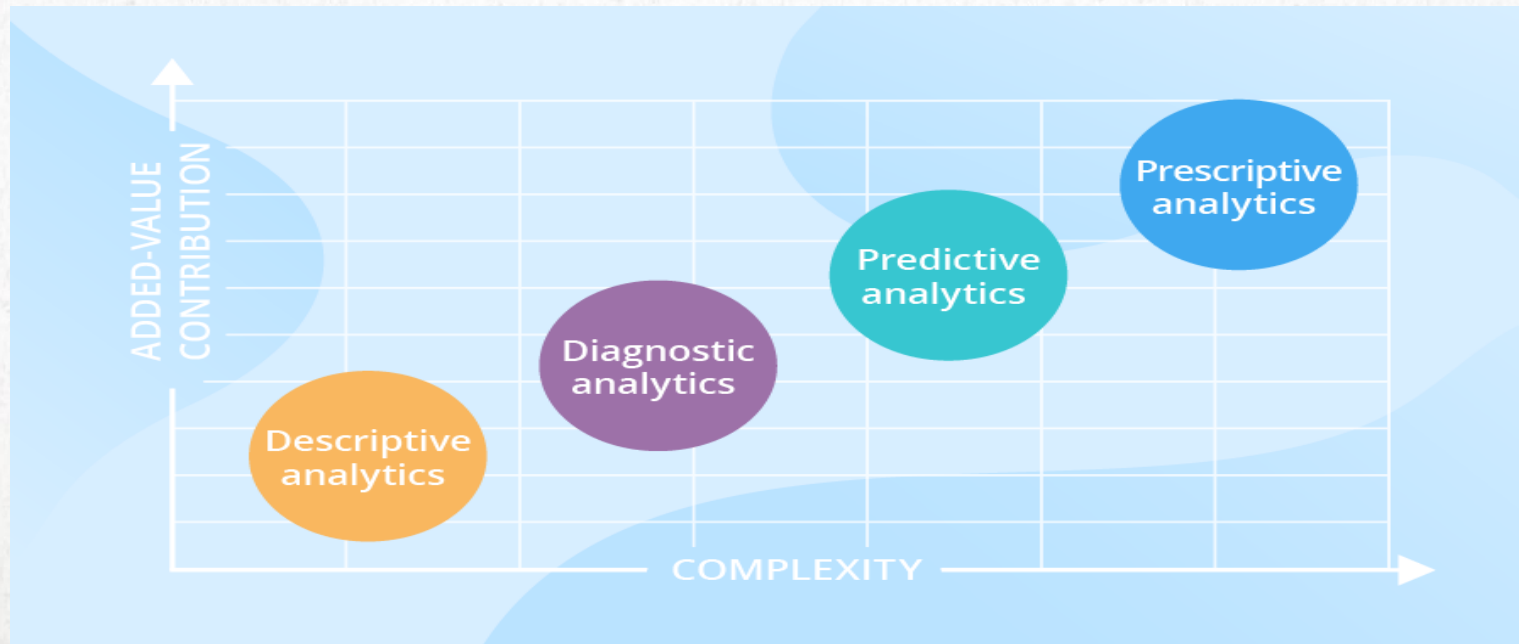 ADDED-VALUE
CONTRIBUTION
Prescriptive
analytics
Predictive
analytics
Diagnostic
analytics
Descriptive
analytics
COMPLEXITY